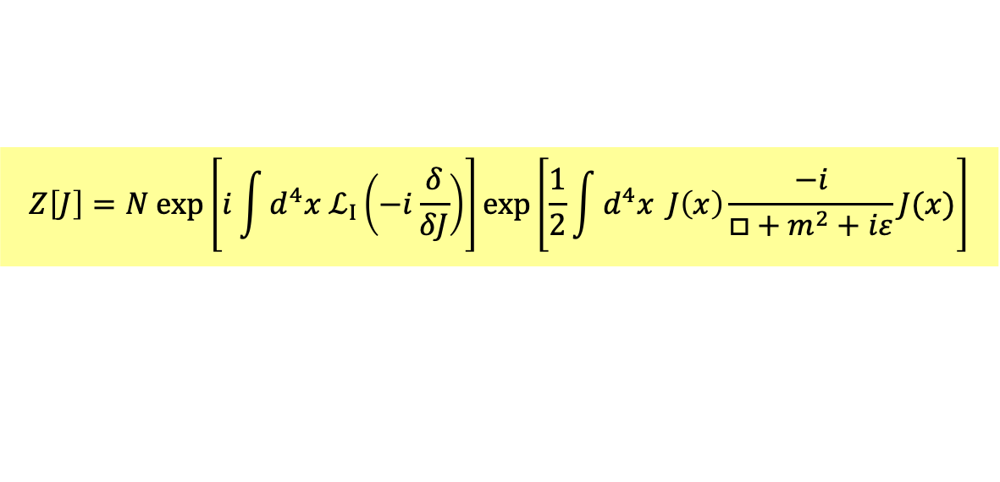 Z[J] = N exp [i ∫ d⁴x ℒ_I (−i δ/δJ)] exp [1/2 ∫ d⁴x J(x) −i/(□ + m² + iε) J(x)]